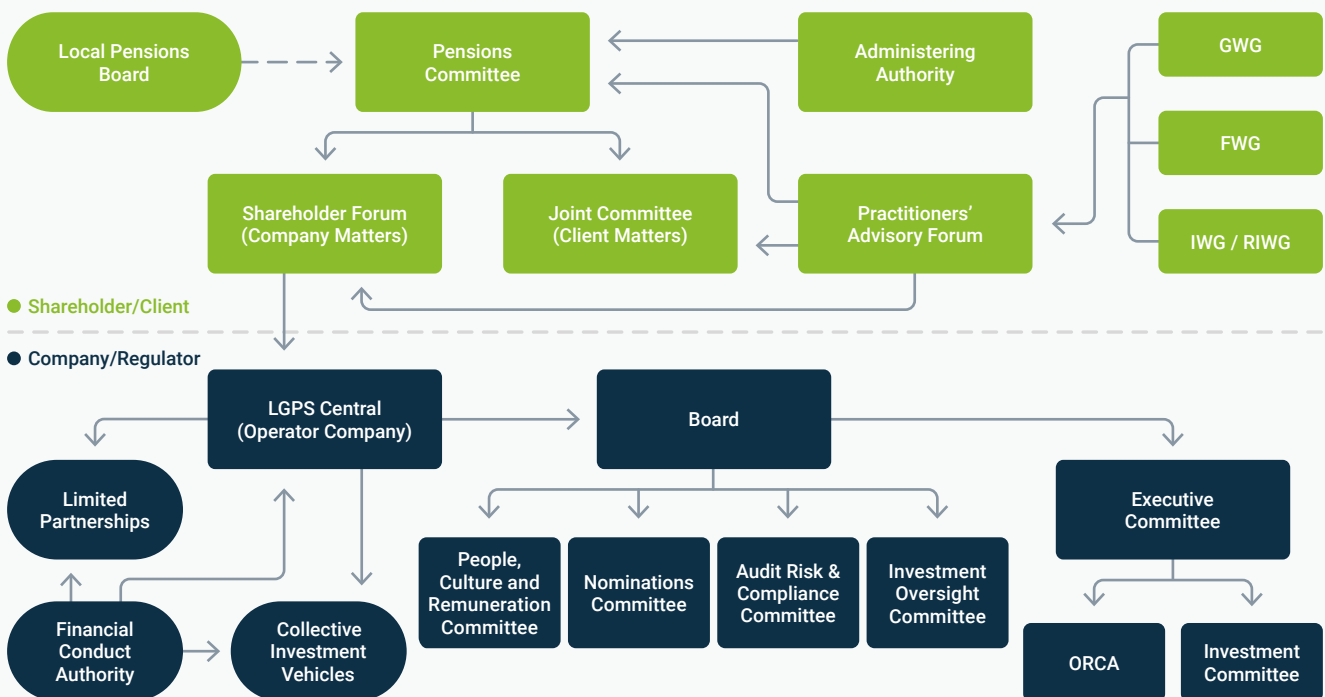 Local Pensions
Board
Pensions
Committee
Administering
Authority
GWG
FWG
IWG / RIWG
Shareholder Forum
(Company Matters)
Joint Committee
(Client Matters)
Practitioners’
Advisory Forum
Shareholder/Client
Company/Regulator
LGPS Central
(Operator Company)
Board
Limited
Partnerships
Executive
Committee
People,
Culture and
Remuneration
Committee
Nominations
Committee
Audit Risk &
Compliance
Committee
Investment
Oversight
Committee
Financial
Conduct
Authority
Collective
Investment
Vehicles
ORCA
Investment
Committee